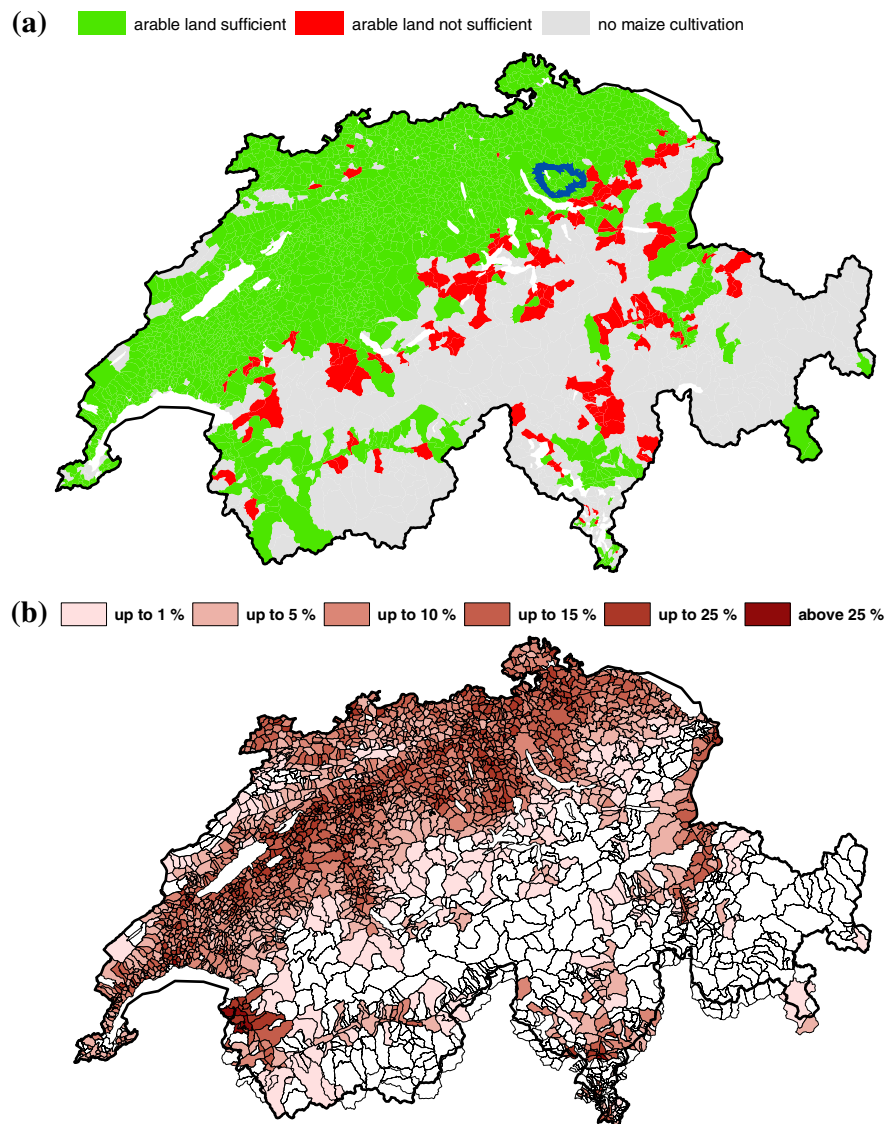 (a) arable land sufficient arable land not sufficient no maize cultivation
(b) up to 1 % up to 5 % up to 10 % up to 15 % up to 25 % above 25 %